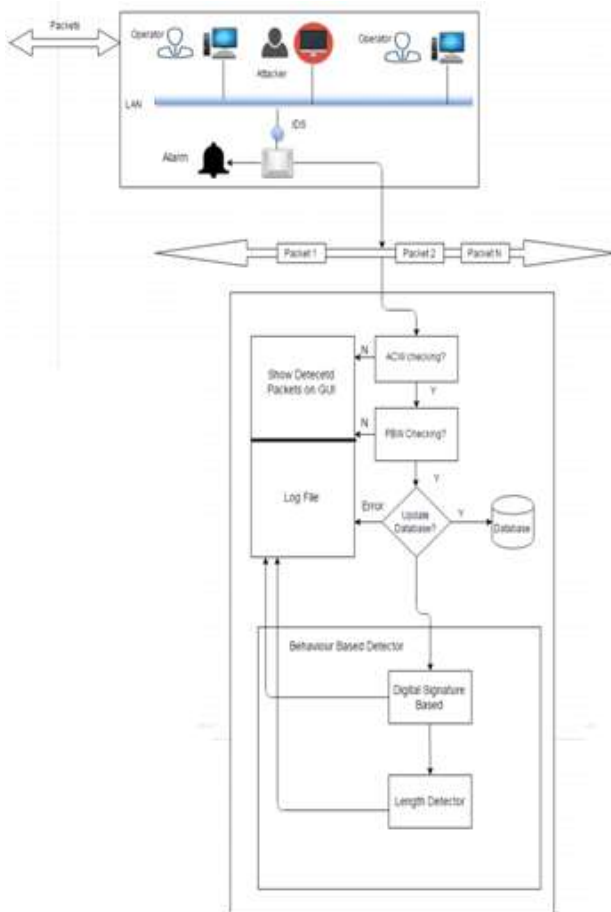 Packets
Operator
Attacker
Operator
LAN
IDS
Alarm
Packet 1
Packet 2
Packet N
ACW checking?
N
Show Detecetd
Packets on GUI
Y
PBW Checking?
N
Y
Log File
Error
Update
Database?
Y
Database
Behaviour Based Detector
Digital Signature
Based
Length Detector